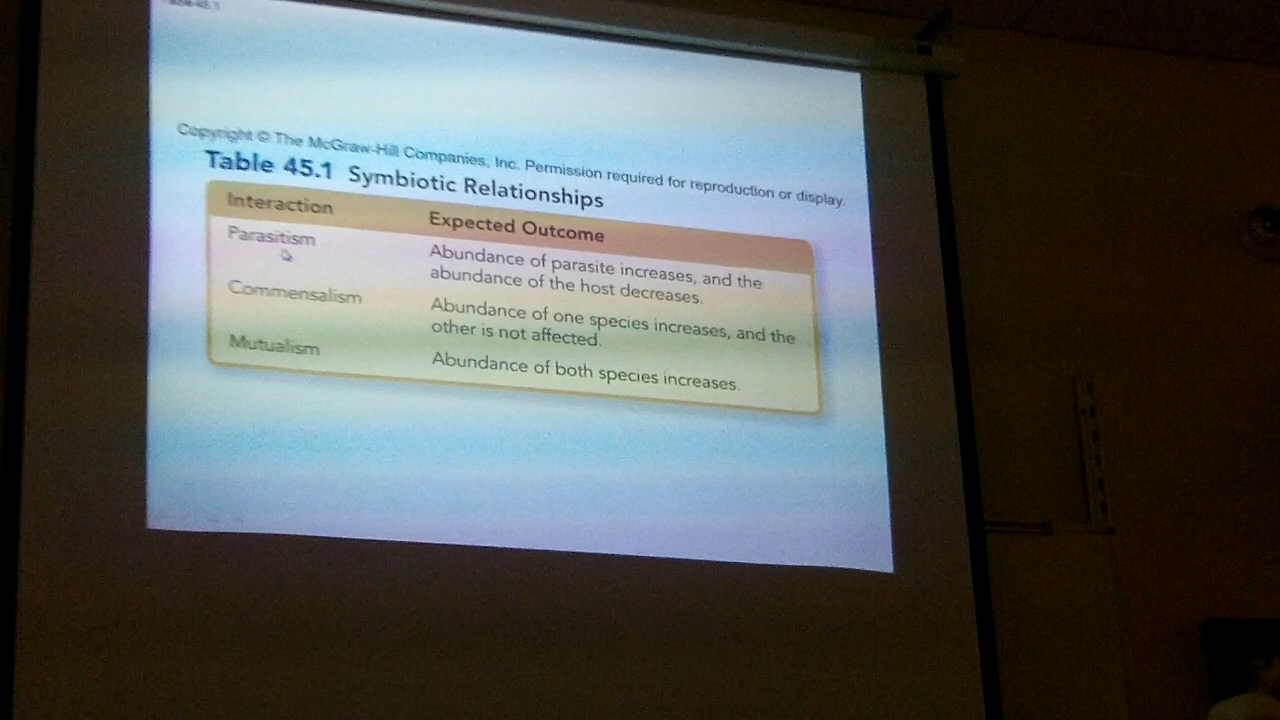 Copyright © The McGraw-Hill Companies, Inc. Permission required for reproduction or display.
Table 45.1 Symbiotic Relationships
Interaction Expected Outcome
Parasitism Abundance of parasite increases, and the
abundance of the host decreases.
Commensalism Abundance of one species increases, and the
other is not affected.
Mutualism Abundance of both species increases.